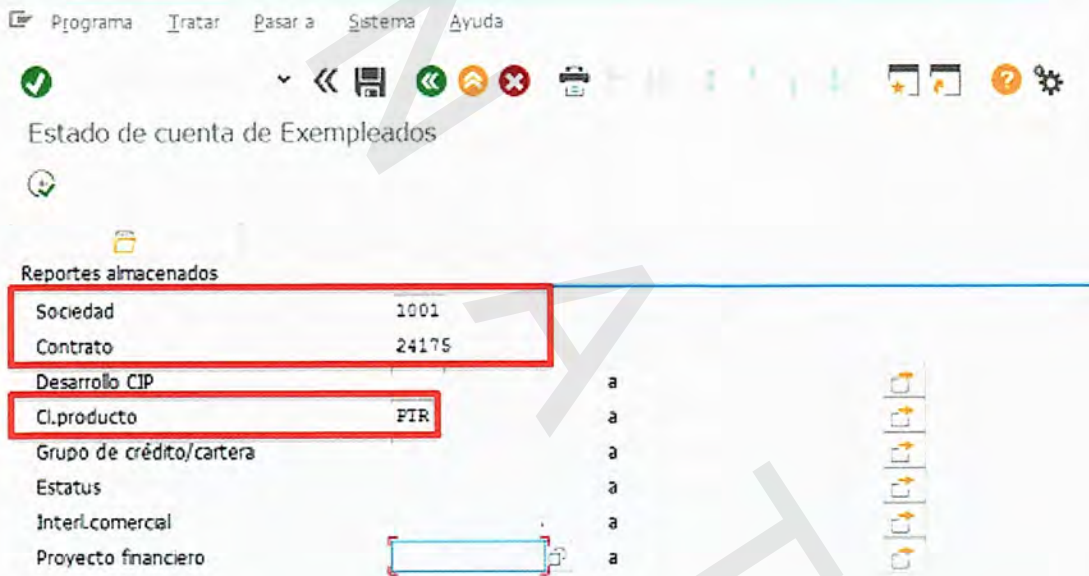 Programa Tratar Pasar a Sistema Ayuda
Estado de cuenta de Exempleados
Reportes almacenados
Sociedad 1001
Contrato 24175
Desarrollo CIP a
Cl.producto PTR a
Grupo de crédito/cartera a
Estatus a
Interl.comercial a
Proyecto financiero a